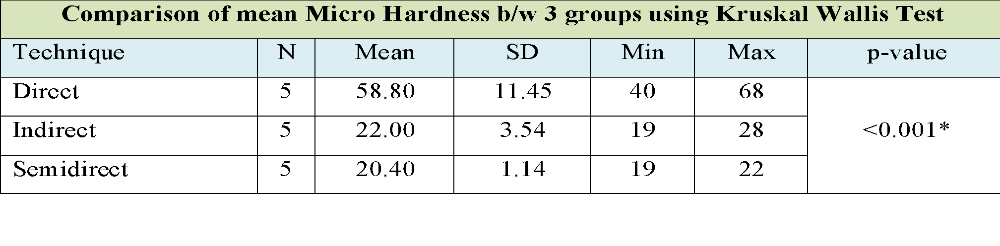 Comparison of mean Micro Hardness b/w 3 groups using Kruskal Wallis Test
Technique N Mean SD Min Max p-value
Direct 5 58.80 11.45 40 68
Indirect 5 22.00 3.54 19 28 <0.001*
Semidirect 5 20.40 1.14 19 22